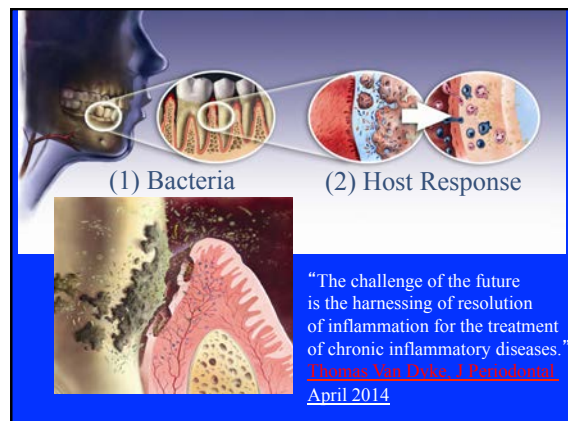 (1) Bacteria
(2) Host Response
“The challenge of the future
is the harnessing of resolution
of inflammation for the treatment
of chronic inflammatory diseases.”
Thomas Van Dyke, J Periodontal
April 2014